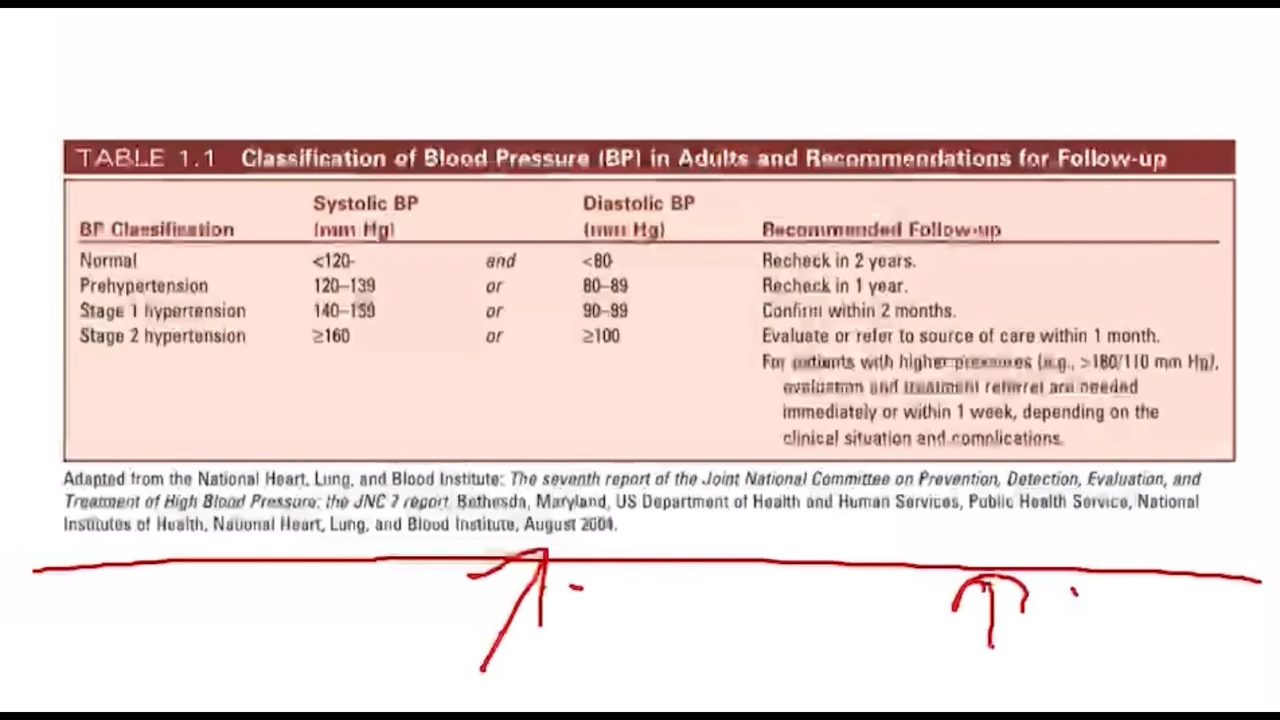 TABLE 1.1 Classification of Blood Pressure (BP) in Adults and Recommendations for Follow-up
Systolic BP Diastolic BP
BP Classification (mm Hg) (mm Hg) Recommended Follow-up
Normal <120 and <80 Recheck in 2 years.
Prehypertension 120–139 or 80–89 Recheck in 1 year.
Stage 1 hypertension 140–159 or 90–99 Confirm within 2 months.
Stage 2 hypertension ≥160 or ≥100 Evaluate or refer to source of care within 1 month.
For patients with higher pressures (e.g., >180/110 mm Hg),
evaluation and treatment referral are needed
immediately or within 1 week, depending on the
clinical situation and complications.
Adapted from the National Heart, Lung, and Blood Institute: The seventh report of the Joint National Committee on Prevention, Detection, Evaluation, and
Treatment of High Blood Pressure: the JNC 7 report, Bethesda, Maryland, US Department of Health and Human Services, Public Health Service, National
Institutes of Health, National Heart, Lung, and Blood Institute, August 2004.